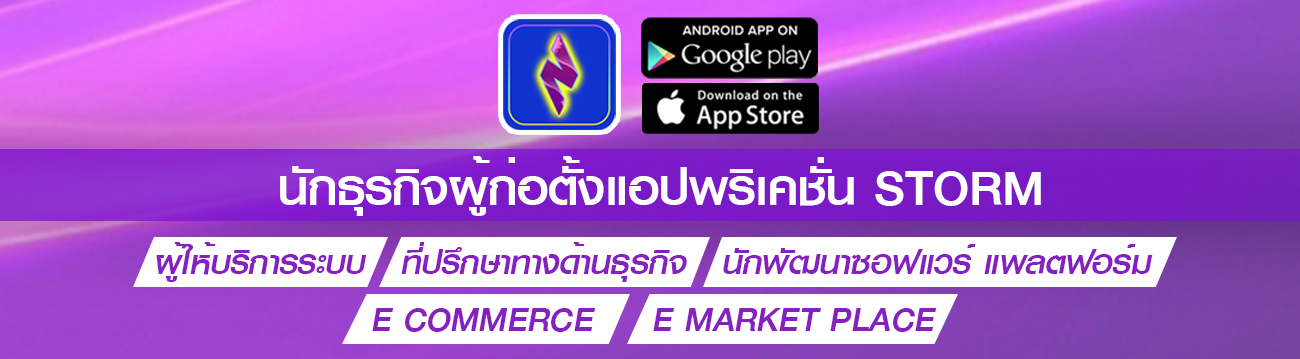 ANDROID APP ON
Google play
Download on the
App Store
นักธุรกิจผู้ก่อตั้งแอปพริเคชั่น STORM
ผู้ให้บริการระบบ ที่ปรึกษาทางด้านธุรกิจ นักพัฒนาซอฟแวร์ แพลตฟอร์ม
E COMMERCE E MARKET PLACE